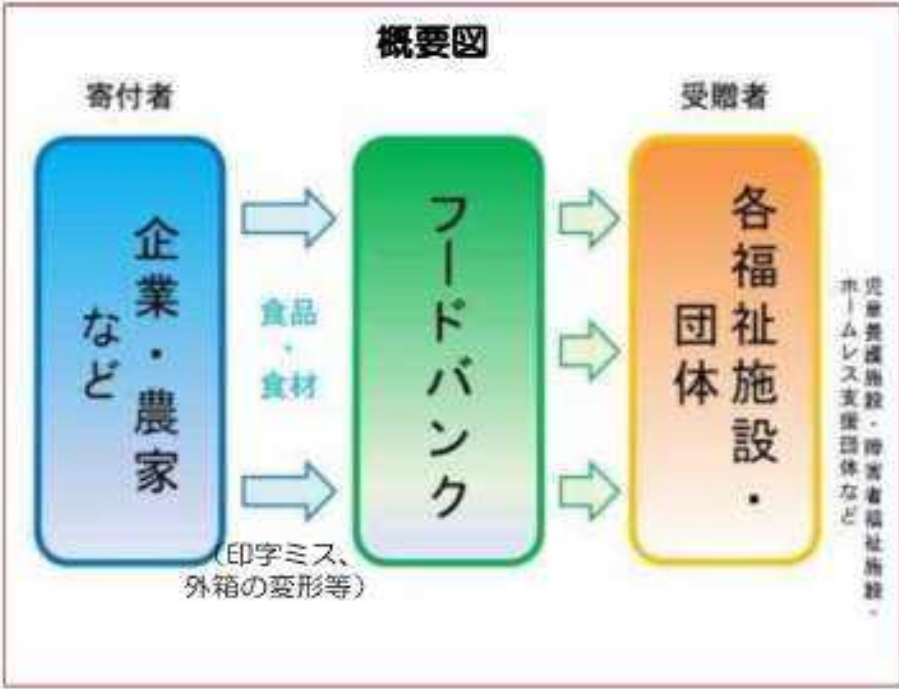 概要図
寄付者
企業・農家
など
食品
・
食材
（印字ミス、
外箱の変形等）
フードバンク
受贈者
各福祉施設・
団体
児童養護施設・障害者福祉施設・
ホームレス支援団体など